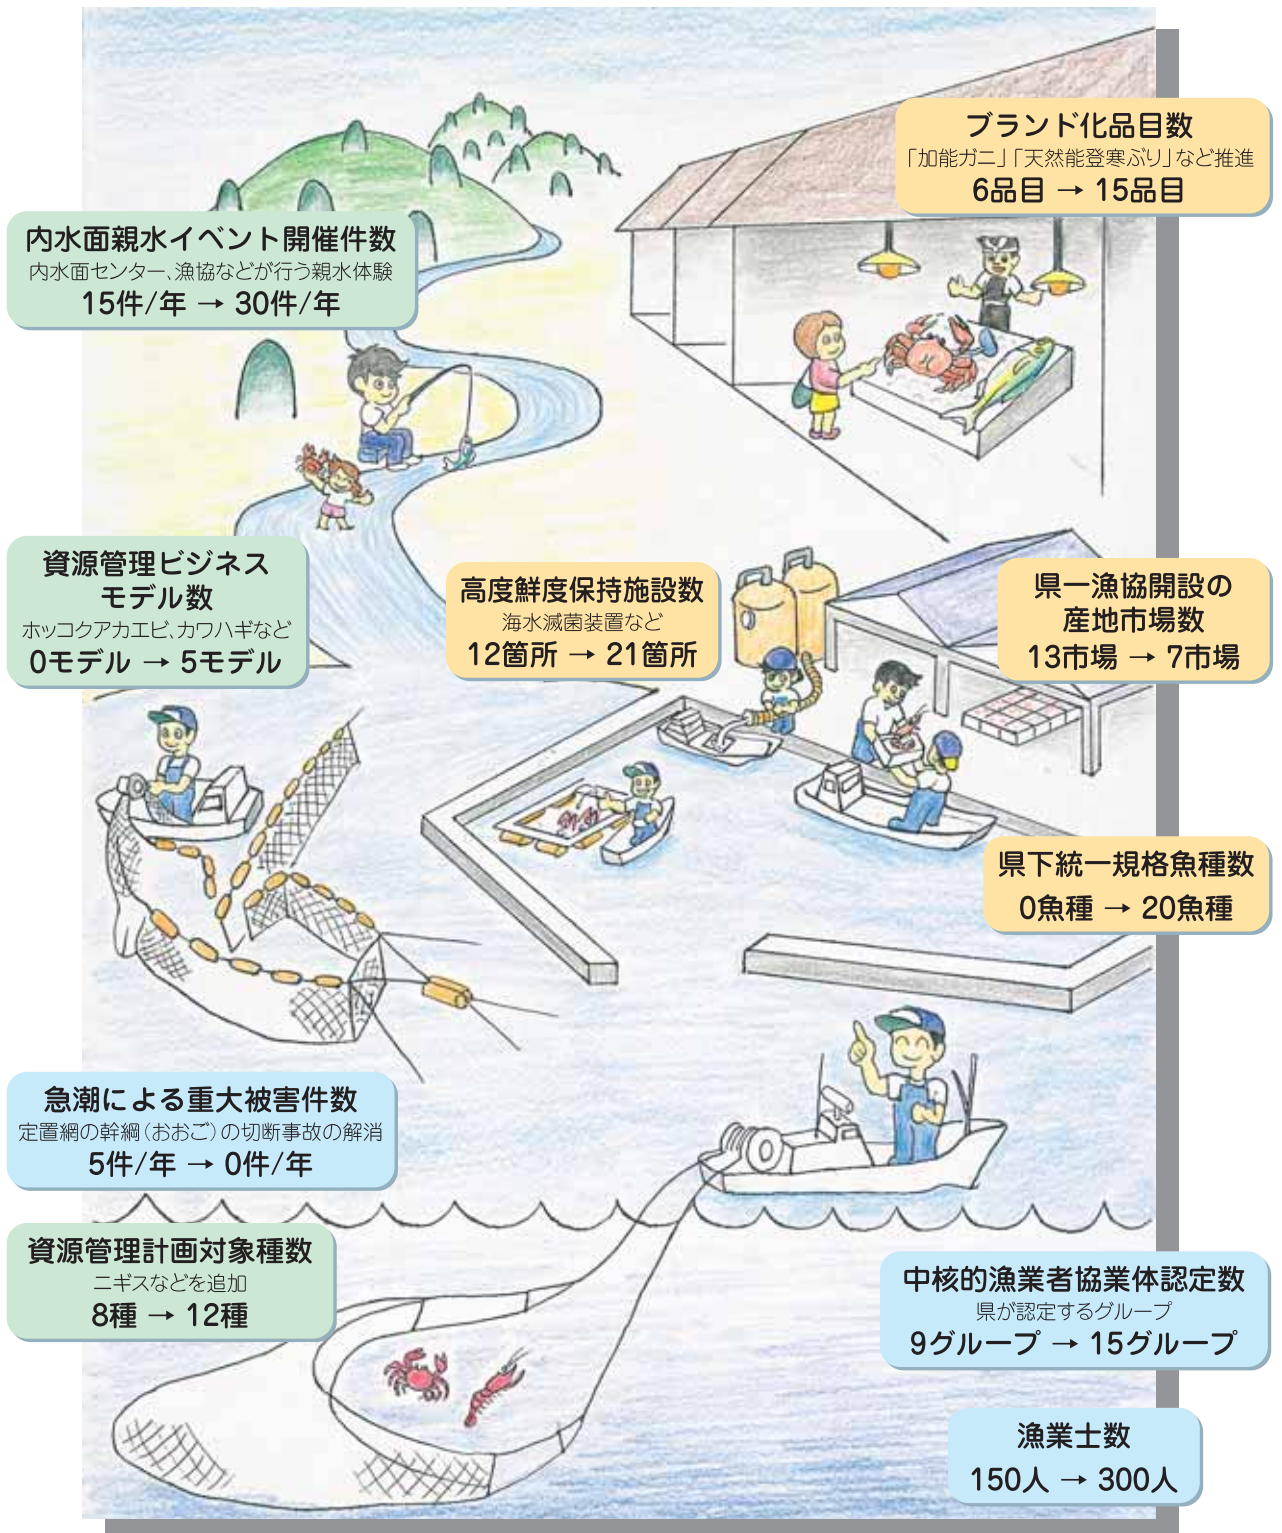 ブランド化品目数
「加能ガニ」「天然能登寒ぶり」など推進
6品目 → 15品目
内水面親水イベント開催件数
内水面センター、漁協などが行う親水体験
15件/年 → 30件/年
資源管理ビジネス
モデル数
ホッコクアカエビ、カワハギなど
0モデル → 5モデル
高度鮮度保持施設数
海水滅菌装置など
12箇所 → 21箇所
県一漁協開設の
産地市場数
13市場 → 7市場
県下統一規格魚種数
0魚種 → 20魚種
急潮による重大被害件数
定置網の幹綱（おおご）の切断事故の解消
5件/年 → 0件/年
資源管理計画対象種数
ニギスなどを追加
8種 → 12種
中核的漁業者協業体認定数
県が認定するグループ
9グループ → 15グループ
漁業士数
150人 → 300人